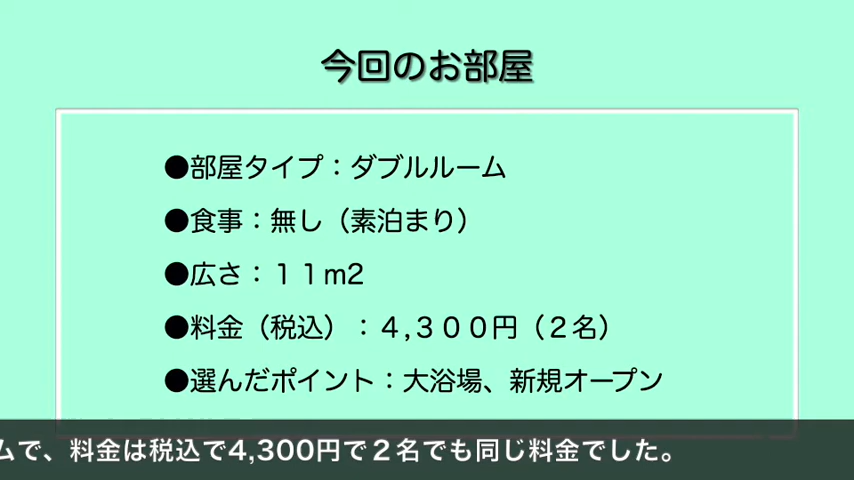 今回のお部屋
●部屋タイプ：ダブルルーム
●食事：無し（素泊まり）
●広さ：１１m2
●料金（税込）：４,３００円（２名）
●選んだポイント：大浴場、新規オープン
ムで、料金は税込で4,300円で２名でも同じ料金でした。